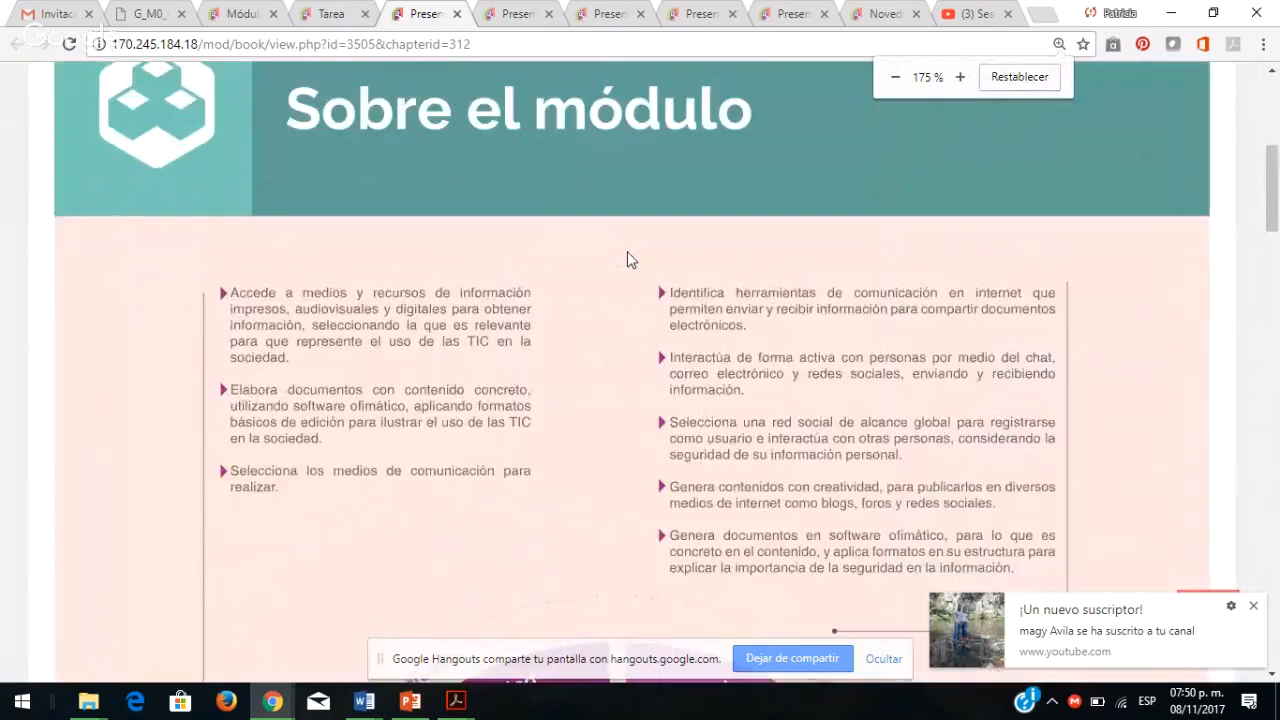 Invitac
G_M0_
Módul
Tarea
Presen
Presen
Presen
Presen
Presen
Noved
(3) Ses
Patricia
170.245.184.18/mod/book/view.php?id=3505&chapterid=312
175 %
Restablecer
Sobre el módulo
Accede a medios y recursos de información
impresos, audiovisuales y digitales para obtener
información, seleccionando la que es relevante
para que represente el uso de las TIC en la
sociedad.
Elabora documentos con contenido concreto,
utilizando software ofimático, aplicando formatos
básicos de edición para ilustrar el uso de las TIC
en la sociedad.
Selecciona los medios de comunicación para
realizar.
Identifica herramientas de comunicación en internet que
permiten enviar y recibir información para compartir documentos
electrónicos.
Interactúa de forma activa con personas por medio del chat,
correo electrónico y redes sociales, enviando y recibiendo
información.
Selecciona una red social de alcance global para registrarse
como usuario e interactúa con otras personas, considerando la
seguridad de su información personal.
Genera contenidos con creatividad, para publicarlos en diversos
medios de internet como blogs, foros y redes sociales.
Genera documentos en software ofimático, para lo que es
concreto en el contenido, y aplica formatos en su estructura para
explicar la importancia de la seguridad en la información.
¡Un nuevo suscriptor!
magy Avila se ha suscrito a tu canal
www.youtube.com
Google Hangouts comparte tu pantalla con hangouts.google.com.
Dejar de compartir
Ocultar
ESP
07:50 p. m.
08/11/2017